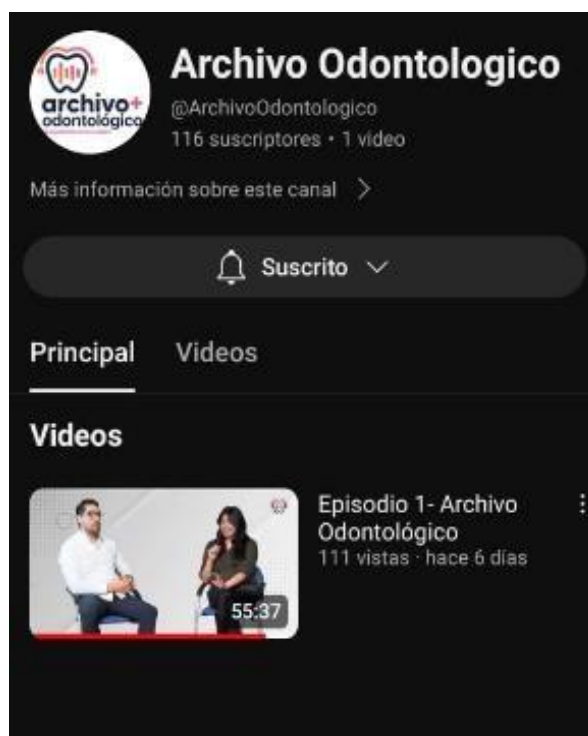 archivo+
odontológico
Archivo Odontologico
@ArchivoOdontologico
116 suscriptores • 1 video
Más información sobre este canal >
Suscrito
Principal
Videos
Videos
Episodio 1- Archivo
Odontológico
111 vistas · hace 6 días
55:37